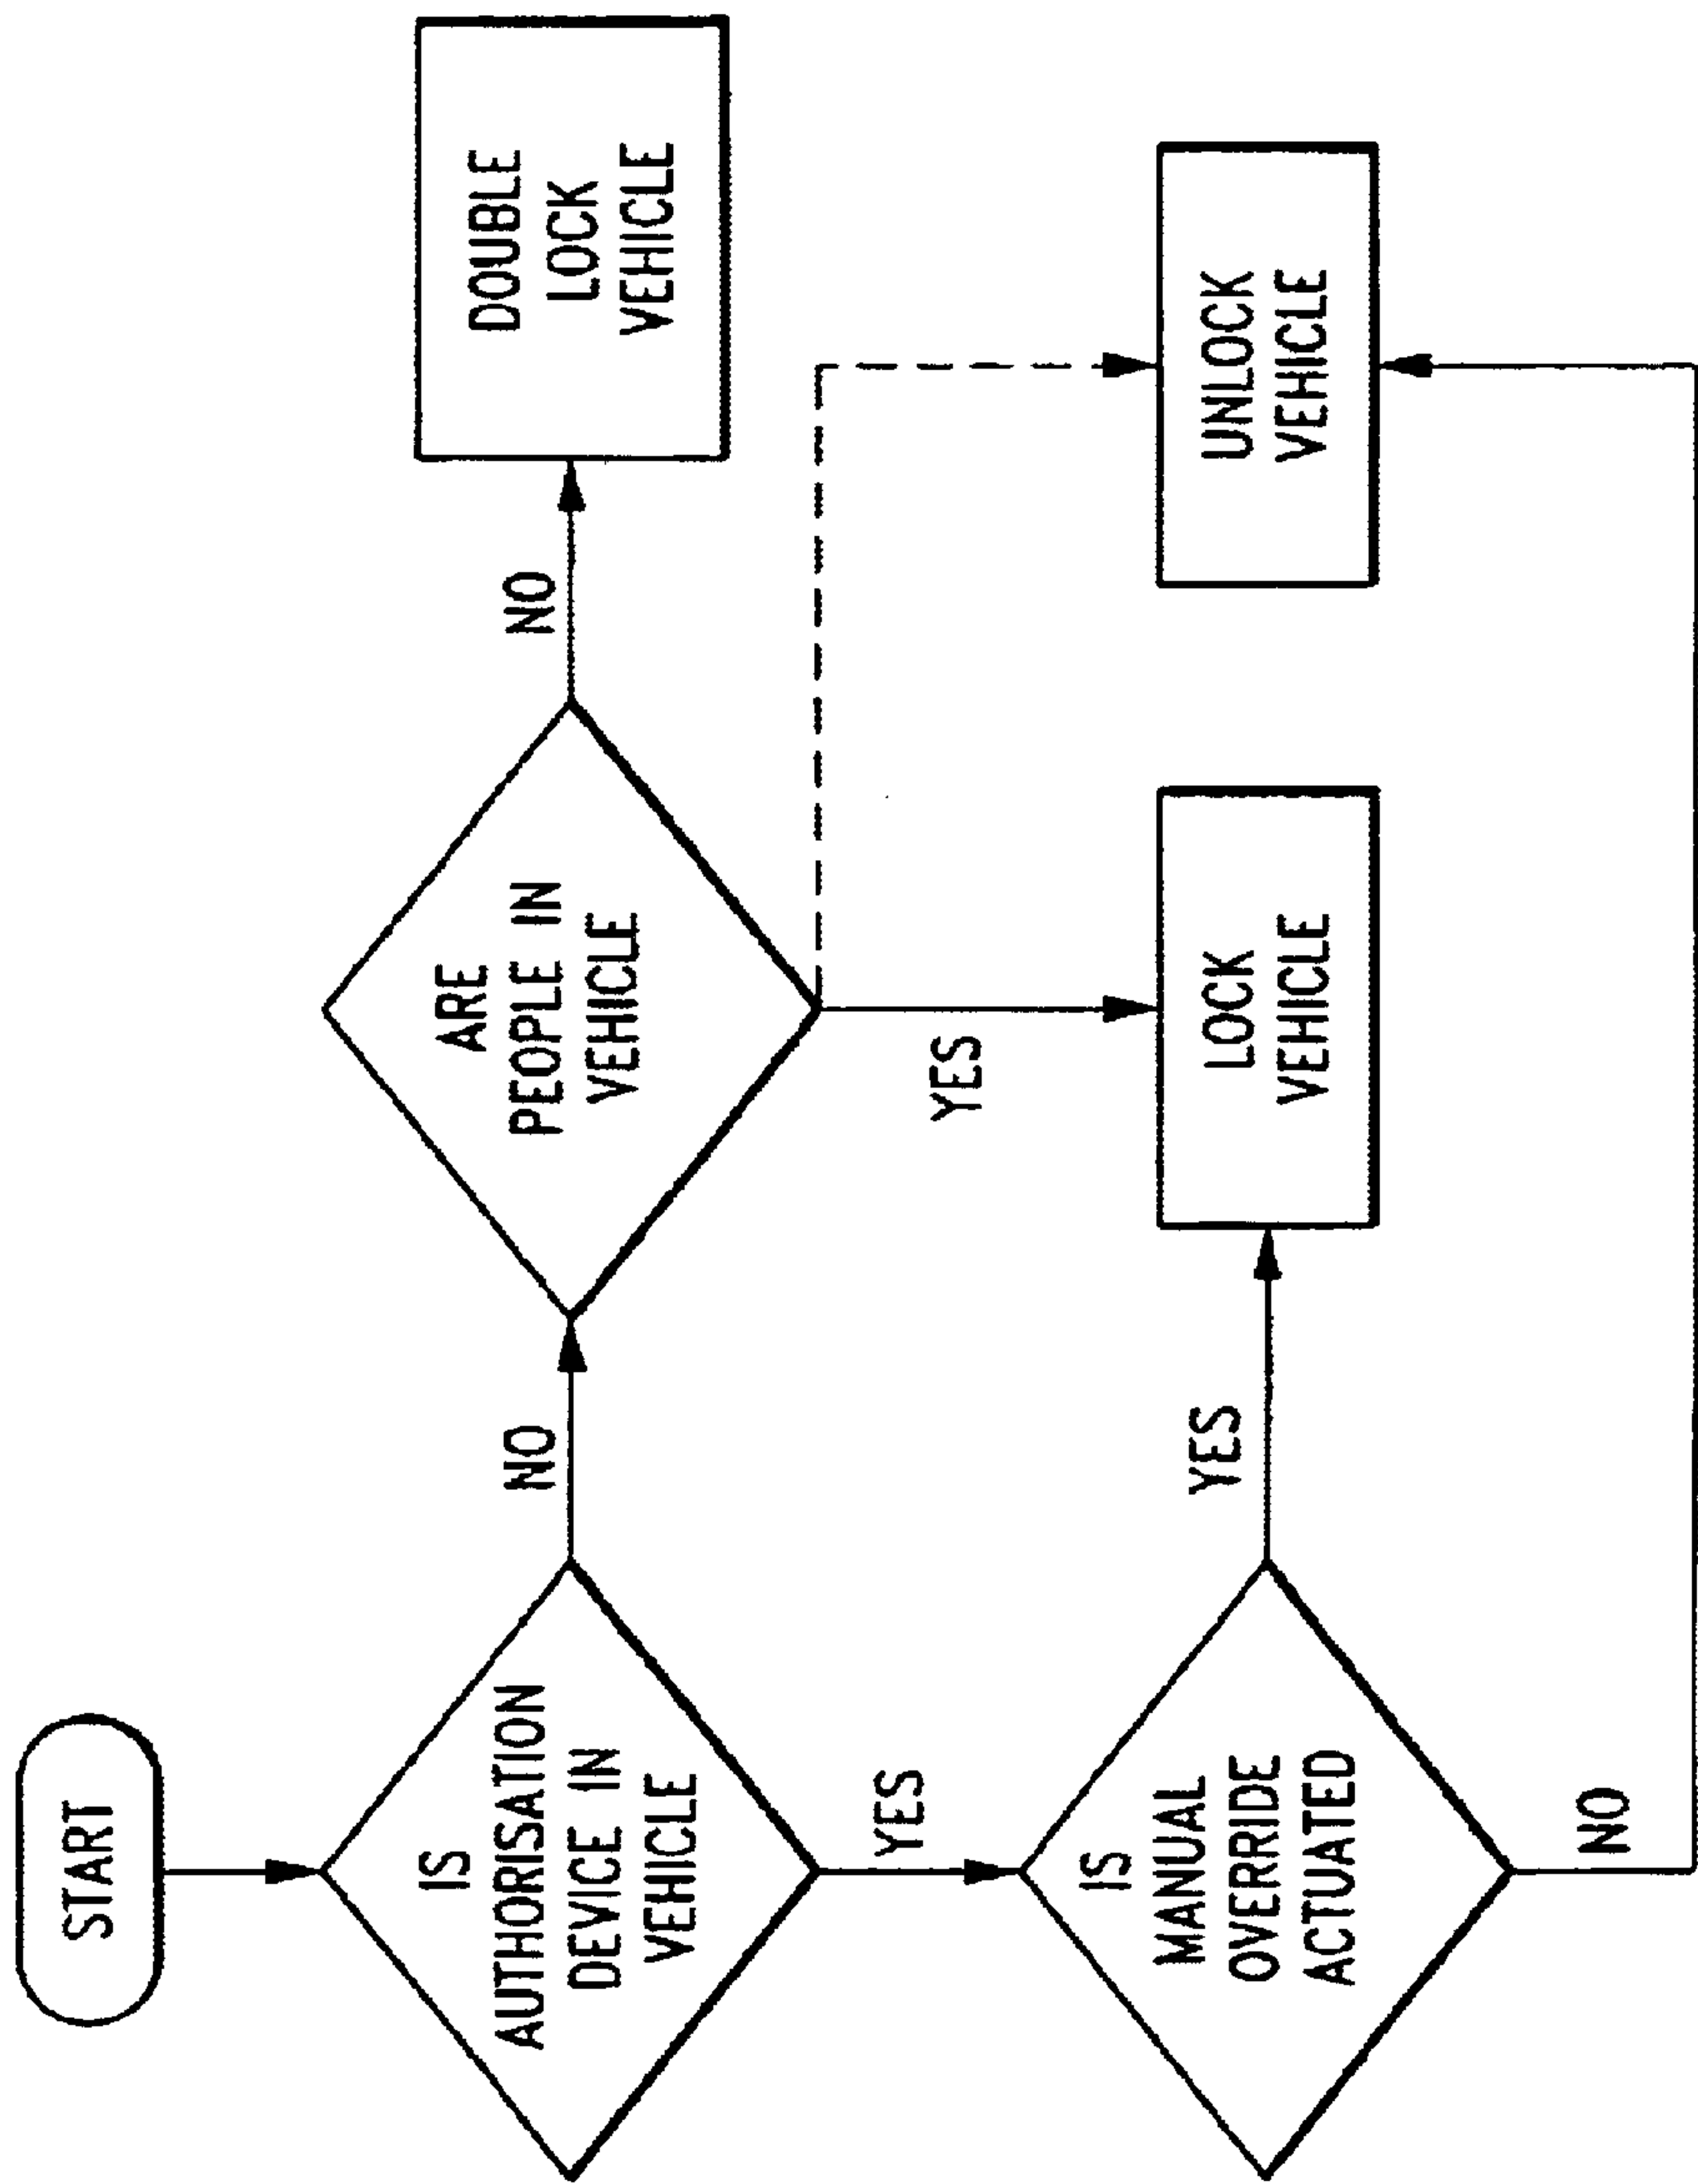 START
IS
AUTHORISATION
DEVICE IN
VEHICLE
NO
ARE
PEOPLE IN
VEHICLE
NO
DOUBLE
LOCK
VEHICLE
YES
YES
IS
MANUAL
OVERRIDE
ACTUATED
YES
LOCK
VEHICLE
UNLOCK
VEHICLE
NO